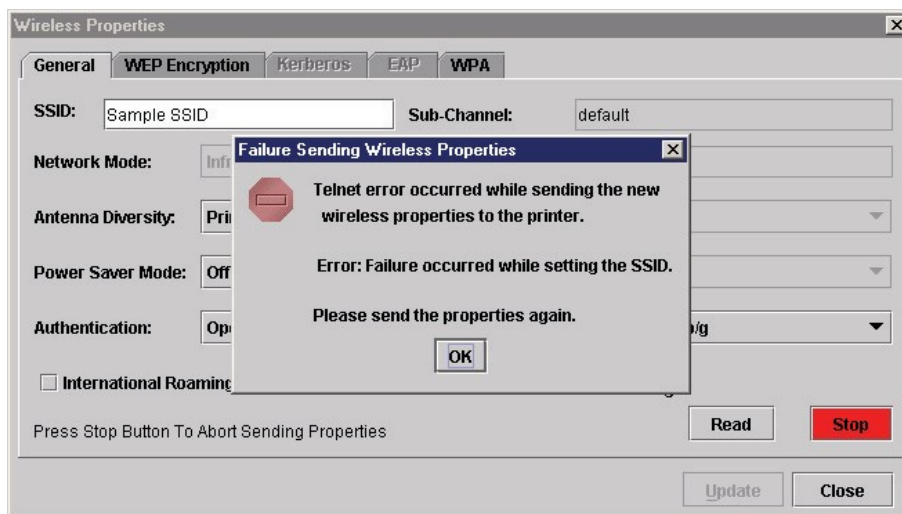 Wireless Properties
General WEP Encryption Kerberos EAP WPA
SSID: Sample SSID Sub-Channel: default
Failure Sending Wireless Properties
Network Mode:
Telnet error occurred while sending the new
wireless properties to the printer.
Antenna Diversity:
Error: Failure occurred while setting the SSID.
Power Saver Mode: Off
Please send the properties again.
Authentication:
OK
International Roaming
Press Stop Button To Abort Sending Properties
Read Stop
Update Close